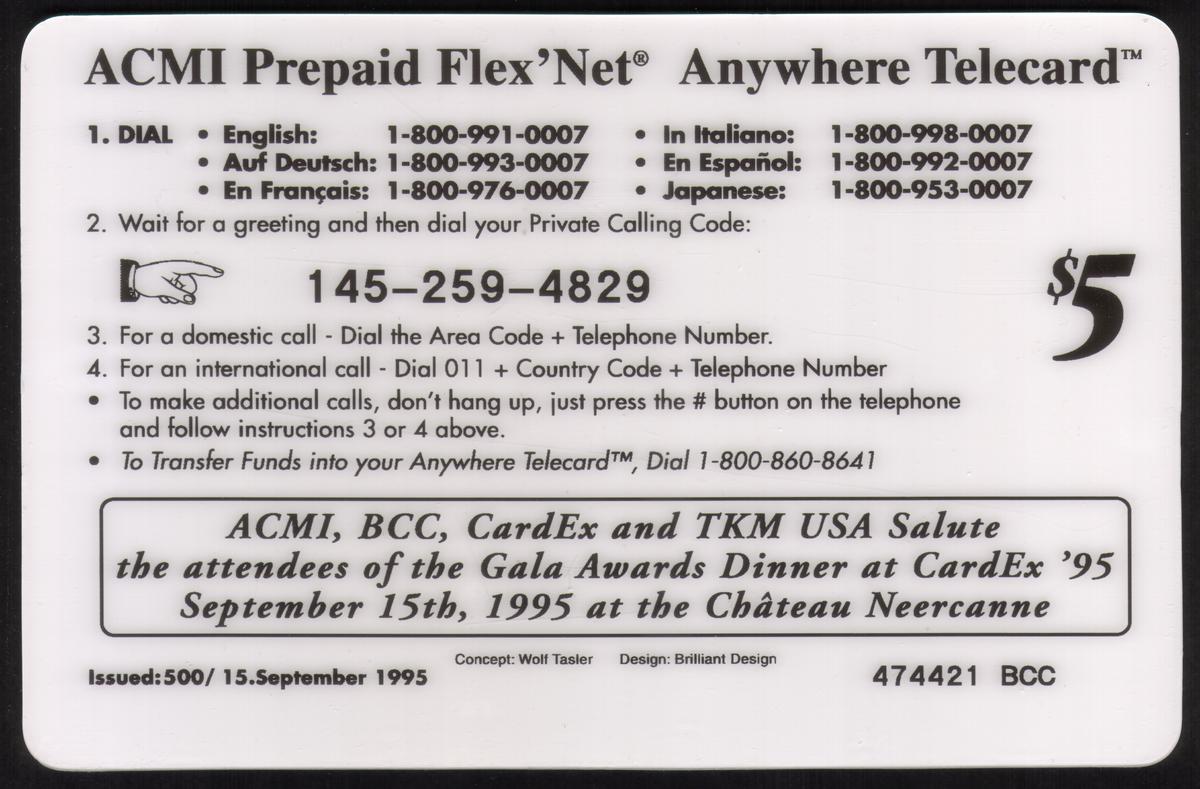 ACMI Prepaid Flex'Net® Anywhere Telecard™
1. DIAL • English: 1-800-991-0007 • In Italiano: 1-800-998-0007
• Auf Deutsch: 1-800-993-0007 • En Español: 1-800-992-0007
• En Français: 1-800-976-0007 • Japanese: 1-800-953-0007
2. Wait for a greeting and then dial your Private Calling Code:
145–259–4829
$5
3. For a domestic call - Dial the Area Code + Telephone Number.
4. For an international call - Dial 011 + Country Code + Telephone Number
• To make additional calls, don't hang up, just press the # button on the telephone
and follow instructions 3 or 4 above.
• To Transfer Funds into your Anywhere Telecard™, Dial 1-800-860-8641
ACMI, BCC, CardEx and TKM USA Salute
the attendees of the Gala Awards Dinner at CardEx '95
September 15th, 1995 at the Château Neercanne
Concept: Wolf Tasler Design: Brilliant Design
Issued:500/ 15.September 1995 474421 BCC